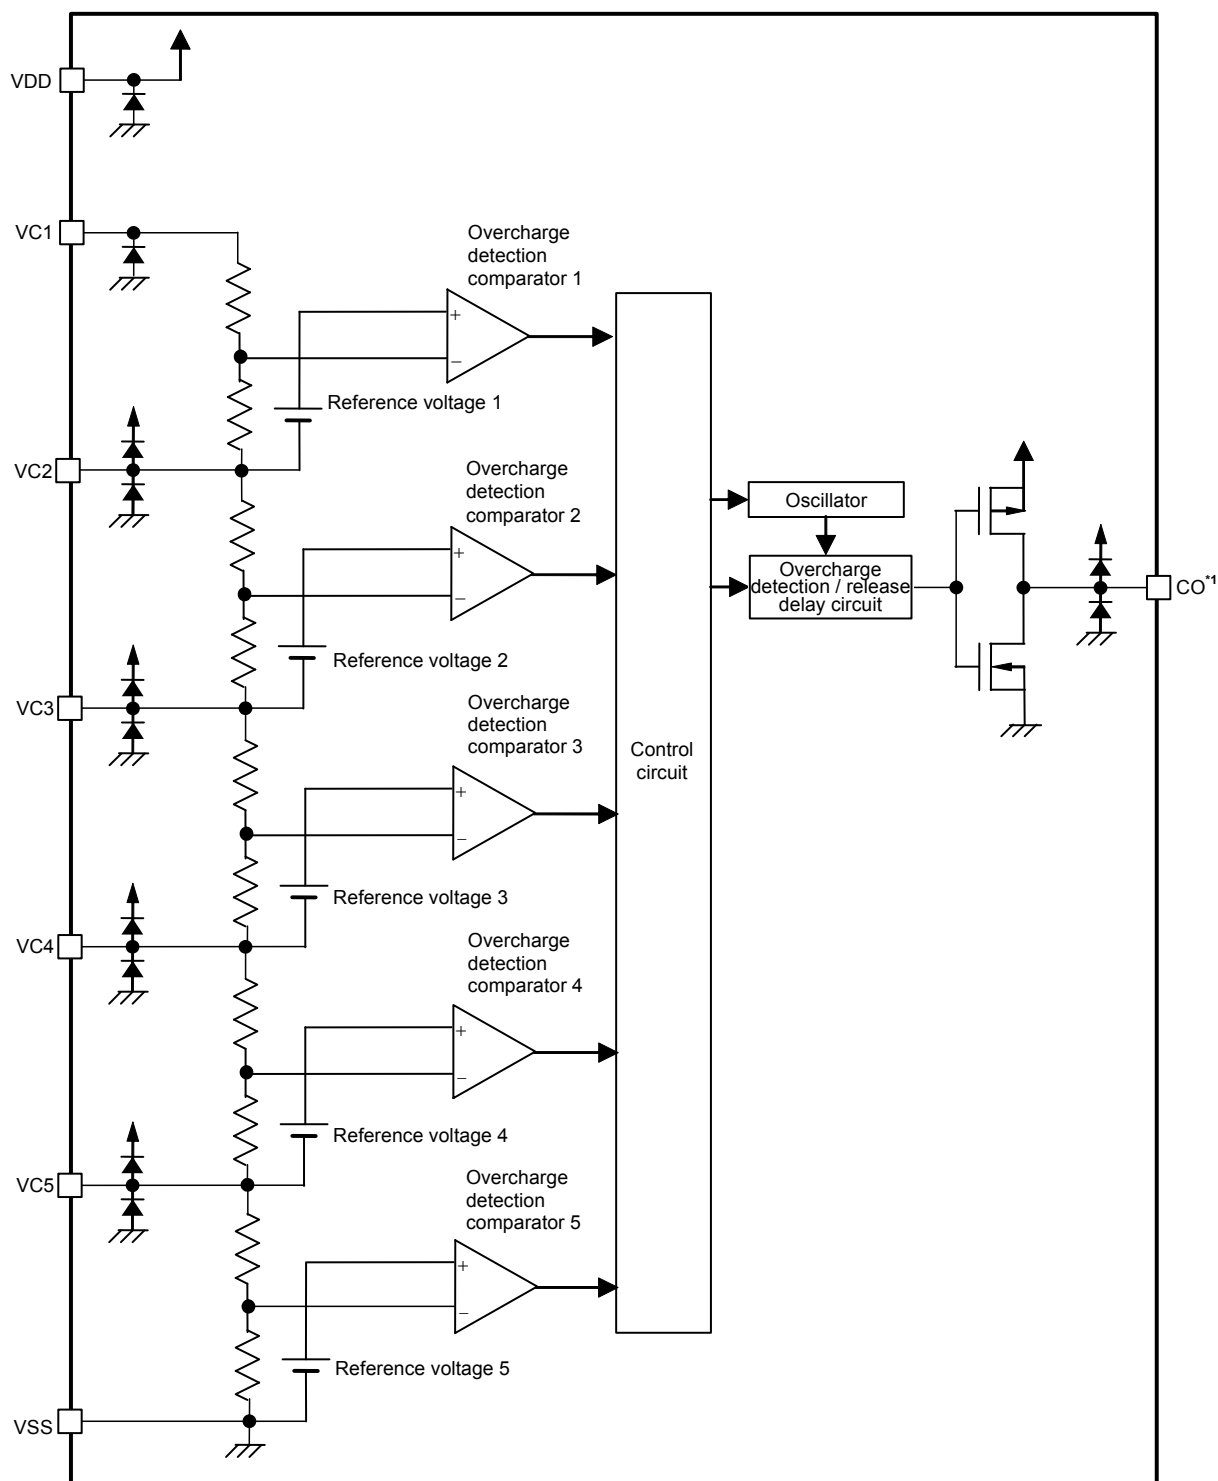 VDD
VC1
Overcharge
detection
comparator 1
+
−
Reference voltage 1
VC2
Overcharge
detection
comparator 2
+
−
Reference voltage 2
VC3
Overcharge
detection
comparator 3
+
−
Reference voltage 3
VC4
Overcharge
detection
comparator 4
+
−
Reference voltage 4
VC5
Overcharge
detection
comparator 5
+
−
Reference voltage 5
VSS
Control
circuit
Oscillator
Overcharge
detection / release
delay circuit
CO*1